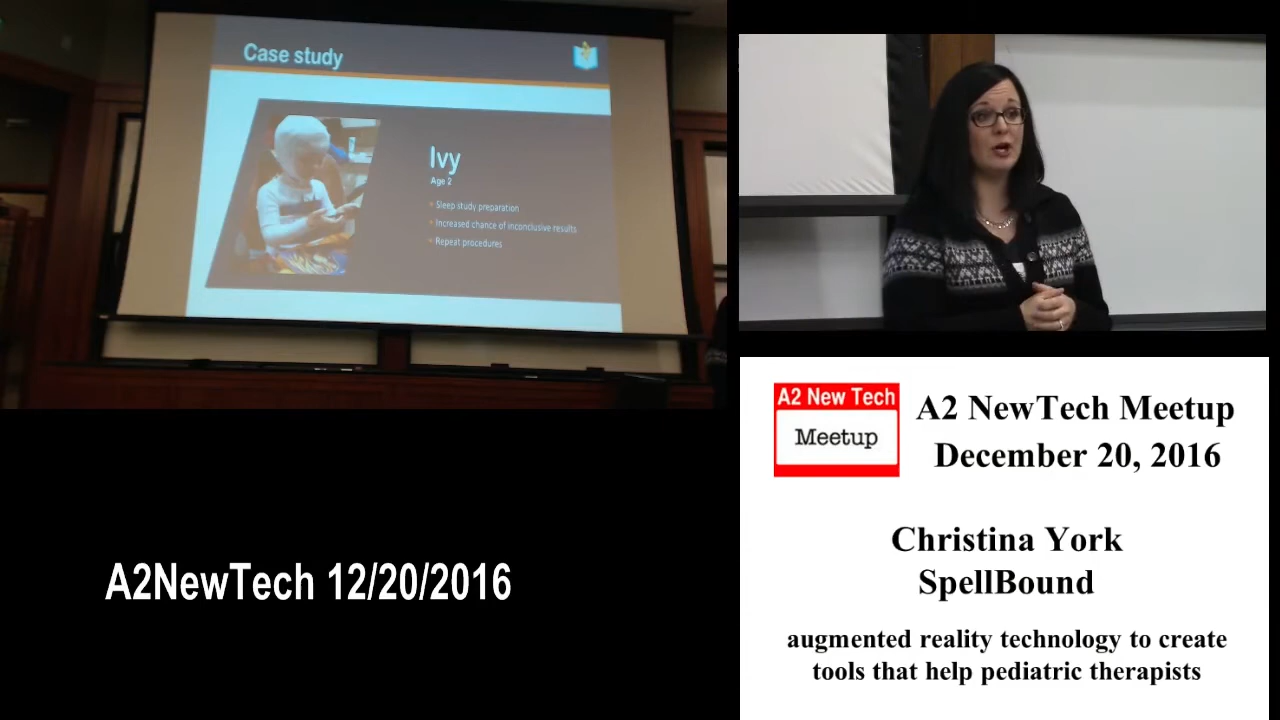 Case study
Ivy
Age 2
Sleep study preparation
Increased chance of inconclusive results
Repeat procedures
A2 New Tech
Meetup
A2 NewTech Meetup
December 20, 2016
Christina York
SpellBound
augmented reality technology to create
tools that help pediatric therapists
A2NewTech 12/20/2016